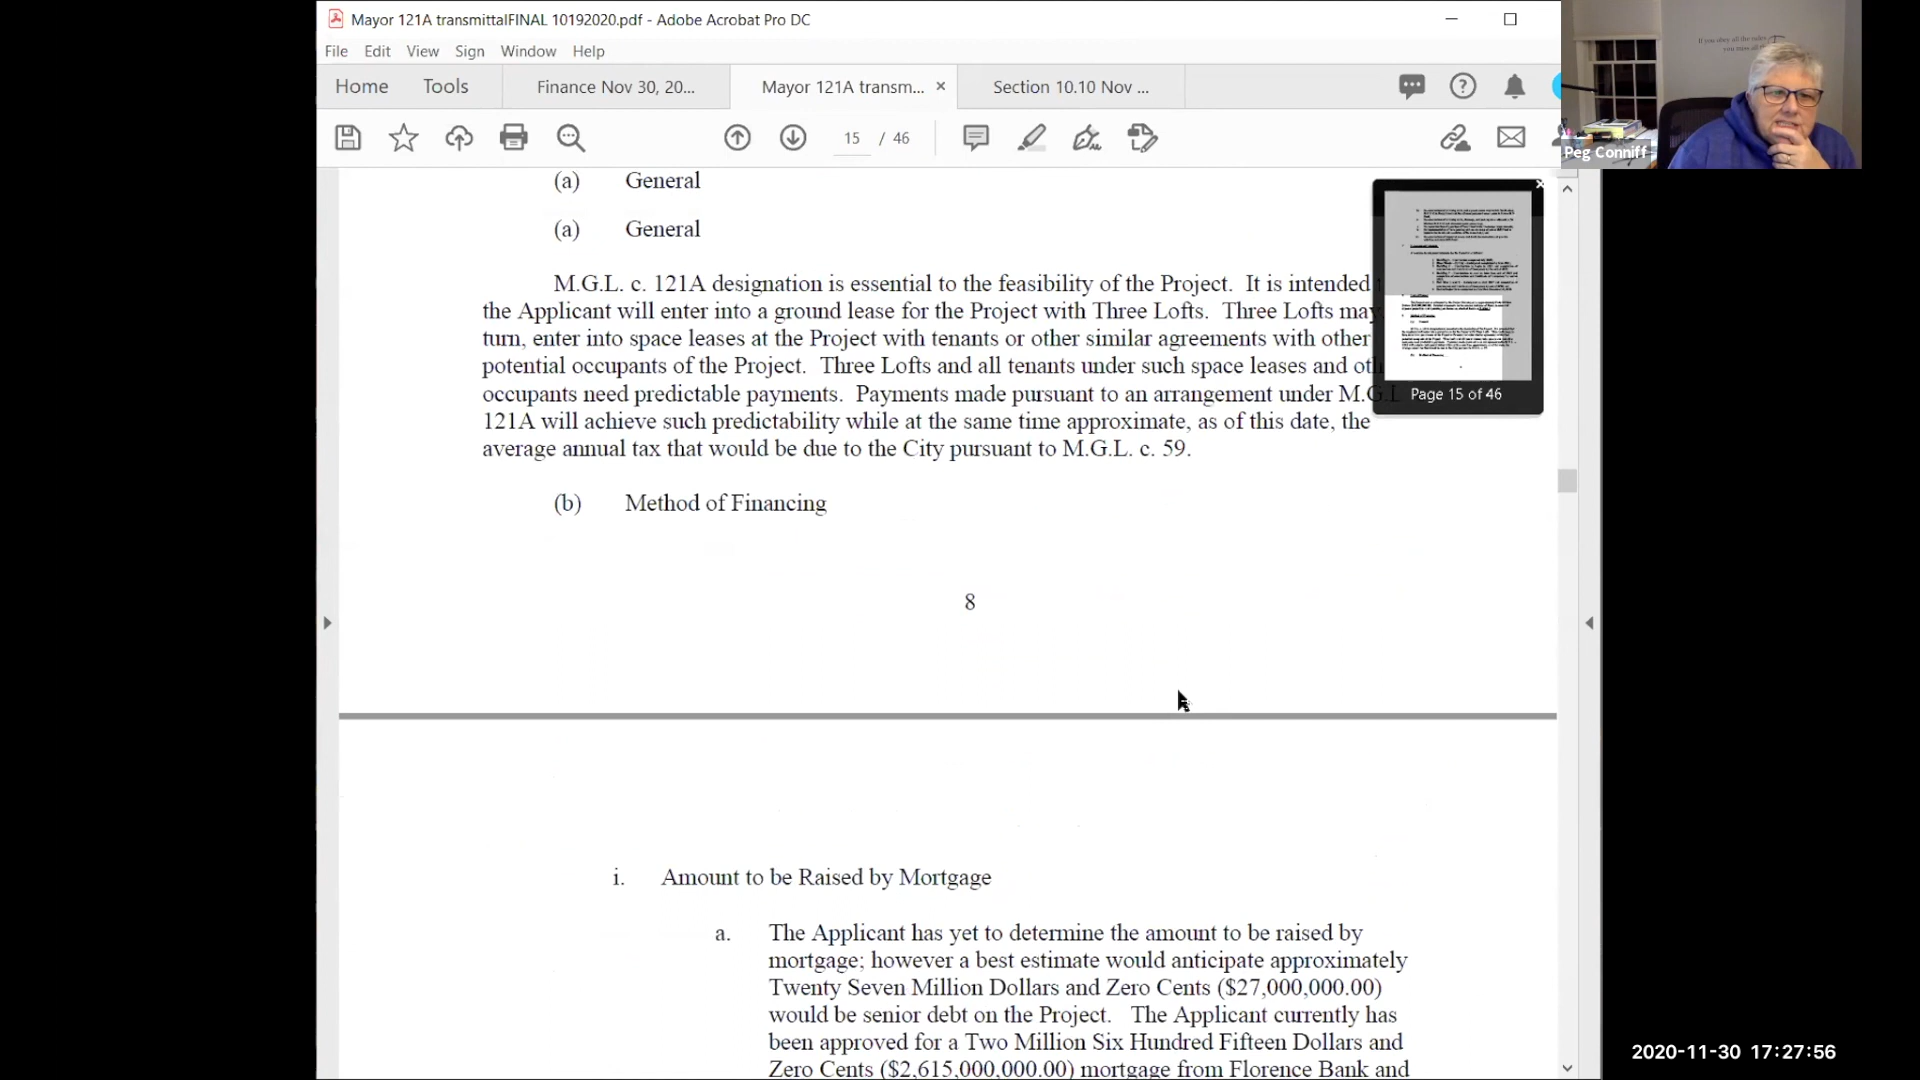 Mayor 121A transmittalFINAL 10192020.pdf - Adobe Acrobat Pro DC
File Edit View Sign Window Help
Home Tools Finance Nov 30, 20... Mayor 121A transm... × Section 10.10 Nov ...
15 / 46
If you obey all the rules
you miss all
Peg Conniff
(a) General
(a) General
M.G.L. c. 121A designation is essential to the feasibility of the Project. It is intended
the Applicant will enter into a ground lease for the Project with Three Lofts. Three Lofts may
turn, enter into space leases at the Project with tenants or other similar agreements with other
potential occupants of the Project. Three Lofts and all tenants under such space leases and oth
occupants need predictable payments. Payments made pursuant to an arrangement under M.G.L
121A will achieve such predictability while at the same time approximate, as of this date, the
average annual tax that would be due to the City pursuant to M.G.L. c. 59.
Page 15 of 46
(b) Method of Financing
8
i. Amount to be Raised by Mortgage
a. The Applicant has yet to determine the amount to be raised by
mortgage; however a best estimate would anticipate approximately
Twenty Seven Million Dollars and Zero Cents ($27,000,000.00)
would be senior debt on the Project. The Applicant currently has
been approved for a Two Million Six Hundred Fifteen Dollars and
Zero Cents ($2,615,000,000.00) mortgage from Florence Bank and
2020-11-30 17:27:56